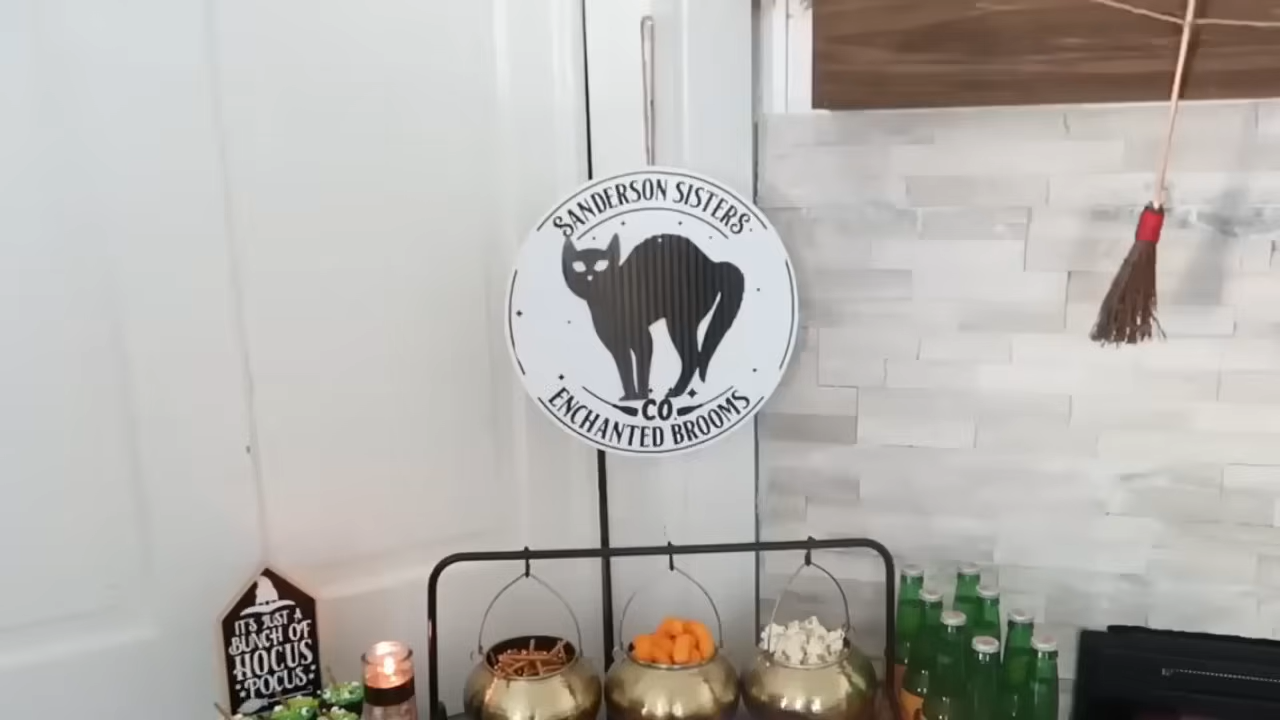 SANDERSON SISTERS
CO.
ENCHANTED BROOMS
IT'S JUST A
BUNCH OF
HOCUS
POCUS